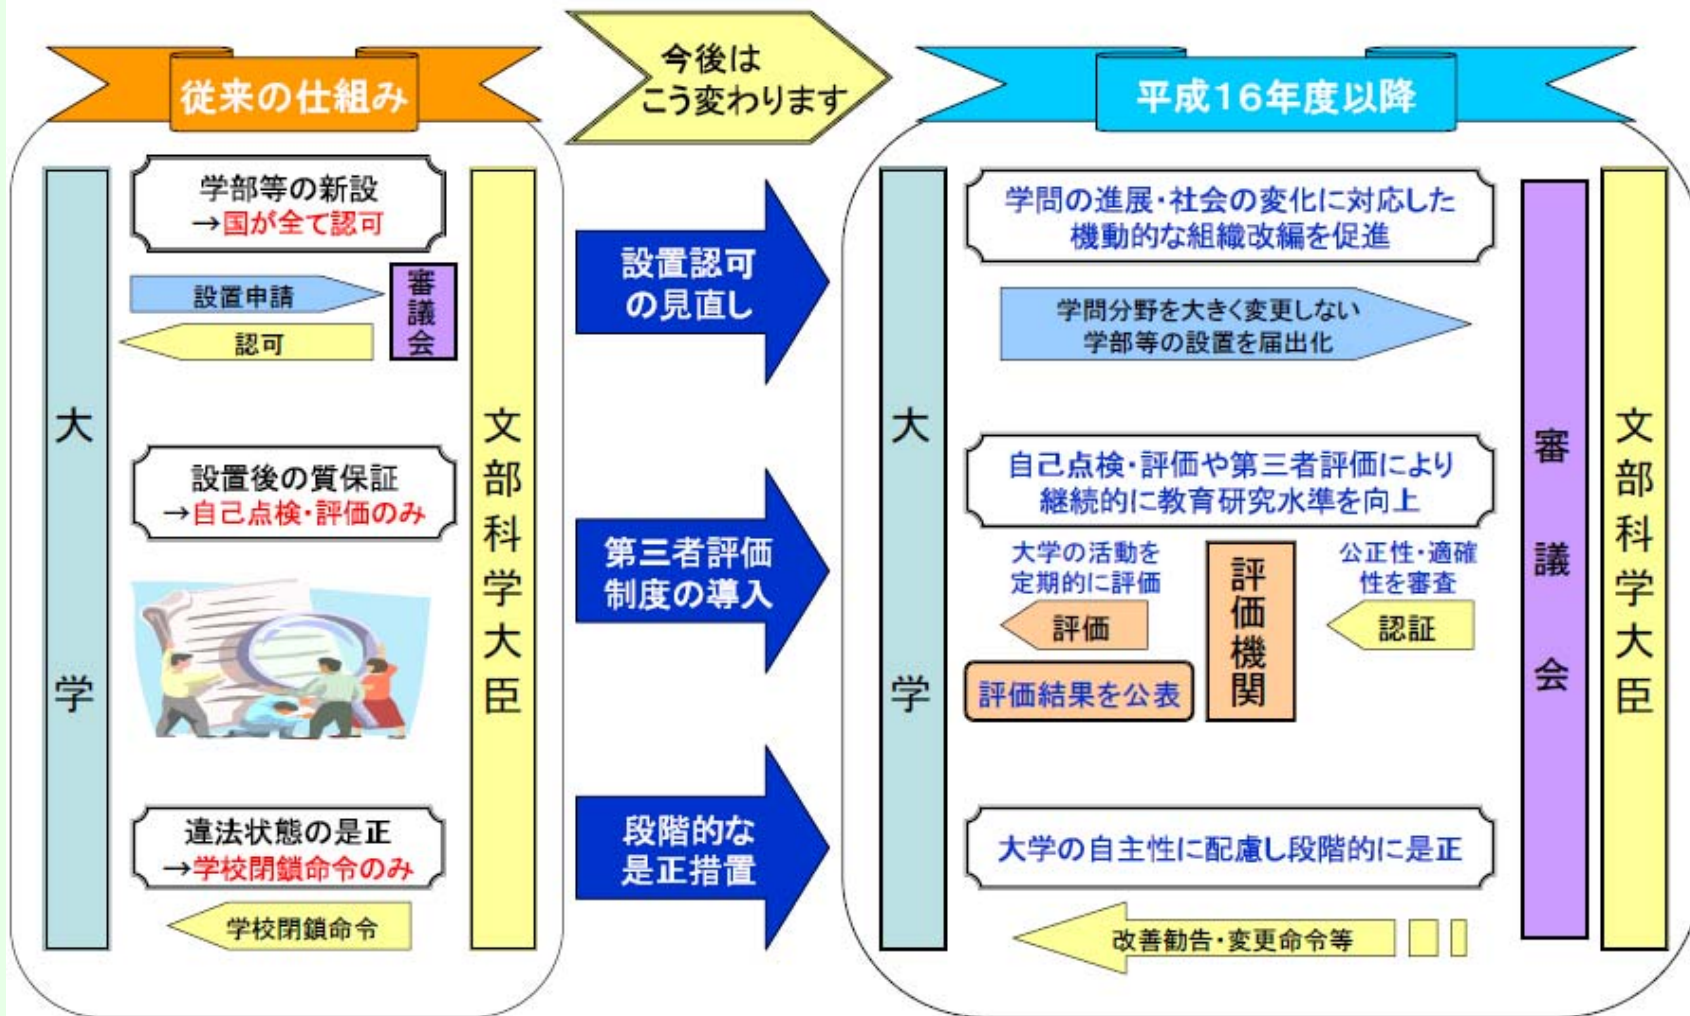 従来の仕組み
今後は
こう変わります
平成16年度以降
大学
学部等の新設
→国が全て認可
設置申請
認可
審議会
設置後の質保証
→自己点検・評価のみ
違法状態の是正
→学校閉鎖命令のみ
学校閉鎖命令
文部科学大臣
設置認可
の見直し
第三者評価
制度の導入
段階的な
是正措置
大学
学問の進展・社会の変化に対応した
機動的な組織改編を促進
学問分野を大きく変更しない
学部等の設置を届出化
自己点検・評価や第三者評価により
継続的に教育研究水準を向上
大学の活動を
定期的に評価
評価
評価結果を公表
評価機関
公正性・適確
性を審査
認証
大学の自主性に配慮し段階的に是正
改善勧告・変更命令等
審議会
文部科学大臣